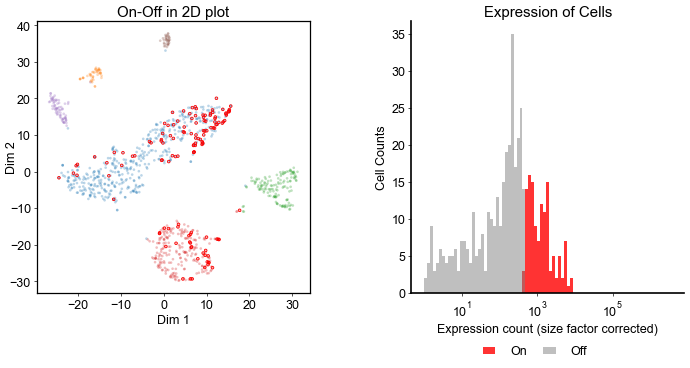 On-Off in 2D plot
Dim 2
40
30
20
10
0
−10
−20
−30
−20 −10 0 10 20 30
Dim 1
Expression of Cells
Cell Counts
35
30
25
20
15
10
5
0
10^1 10^3 10^5
Expression count (size factor corrected)
On Off